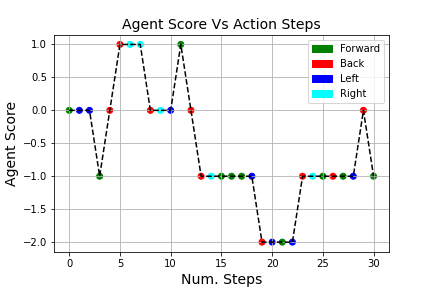 Agent Score Vs Action Steps
1.0
0.5
0.0
−0.5
−1.0
−1.5
−2.0
Agent Score
Forward
Back
Left
Right
0 5 10 15 20 25 30
Num. Steps